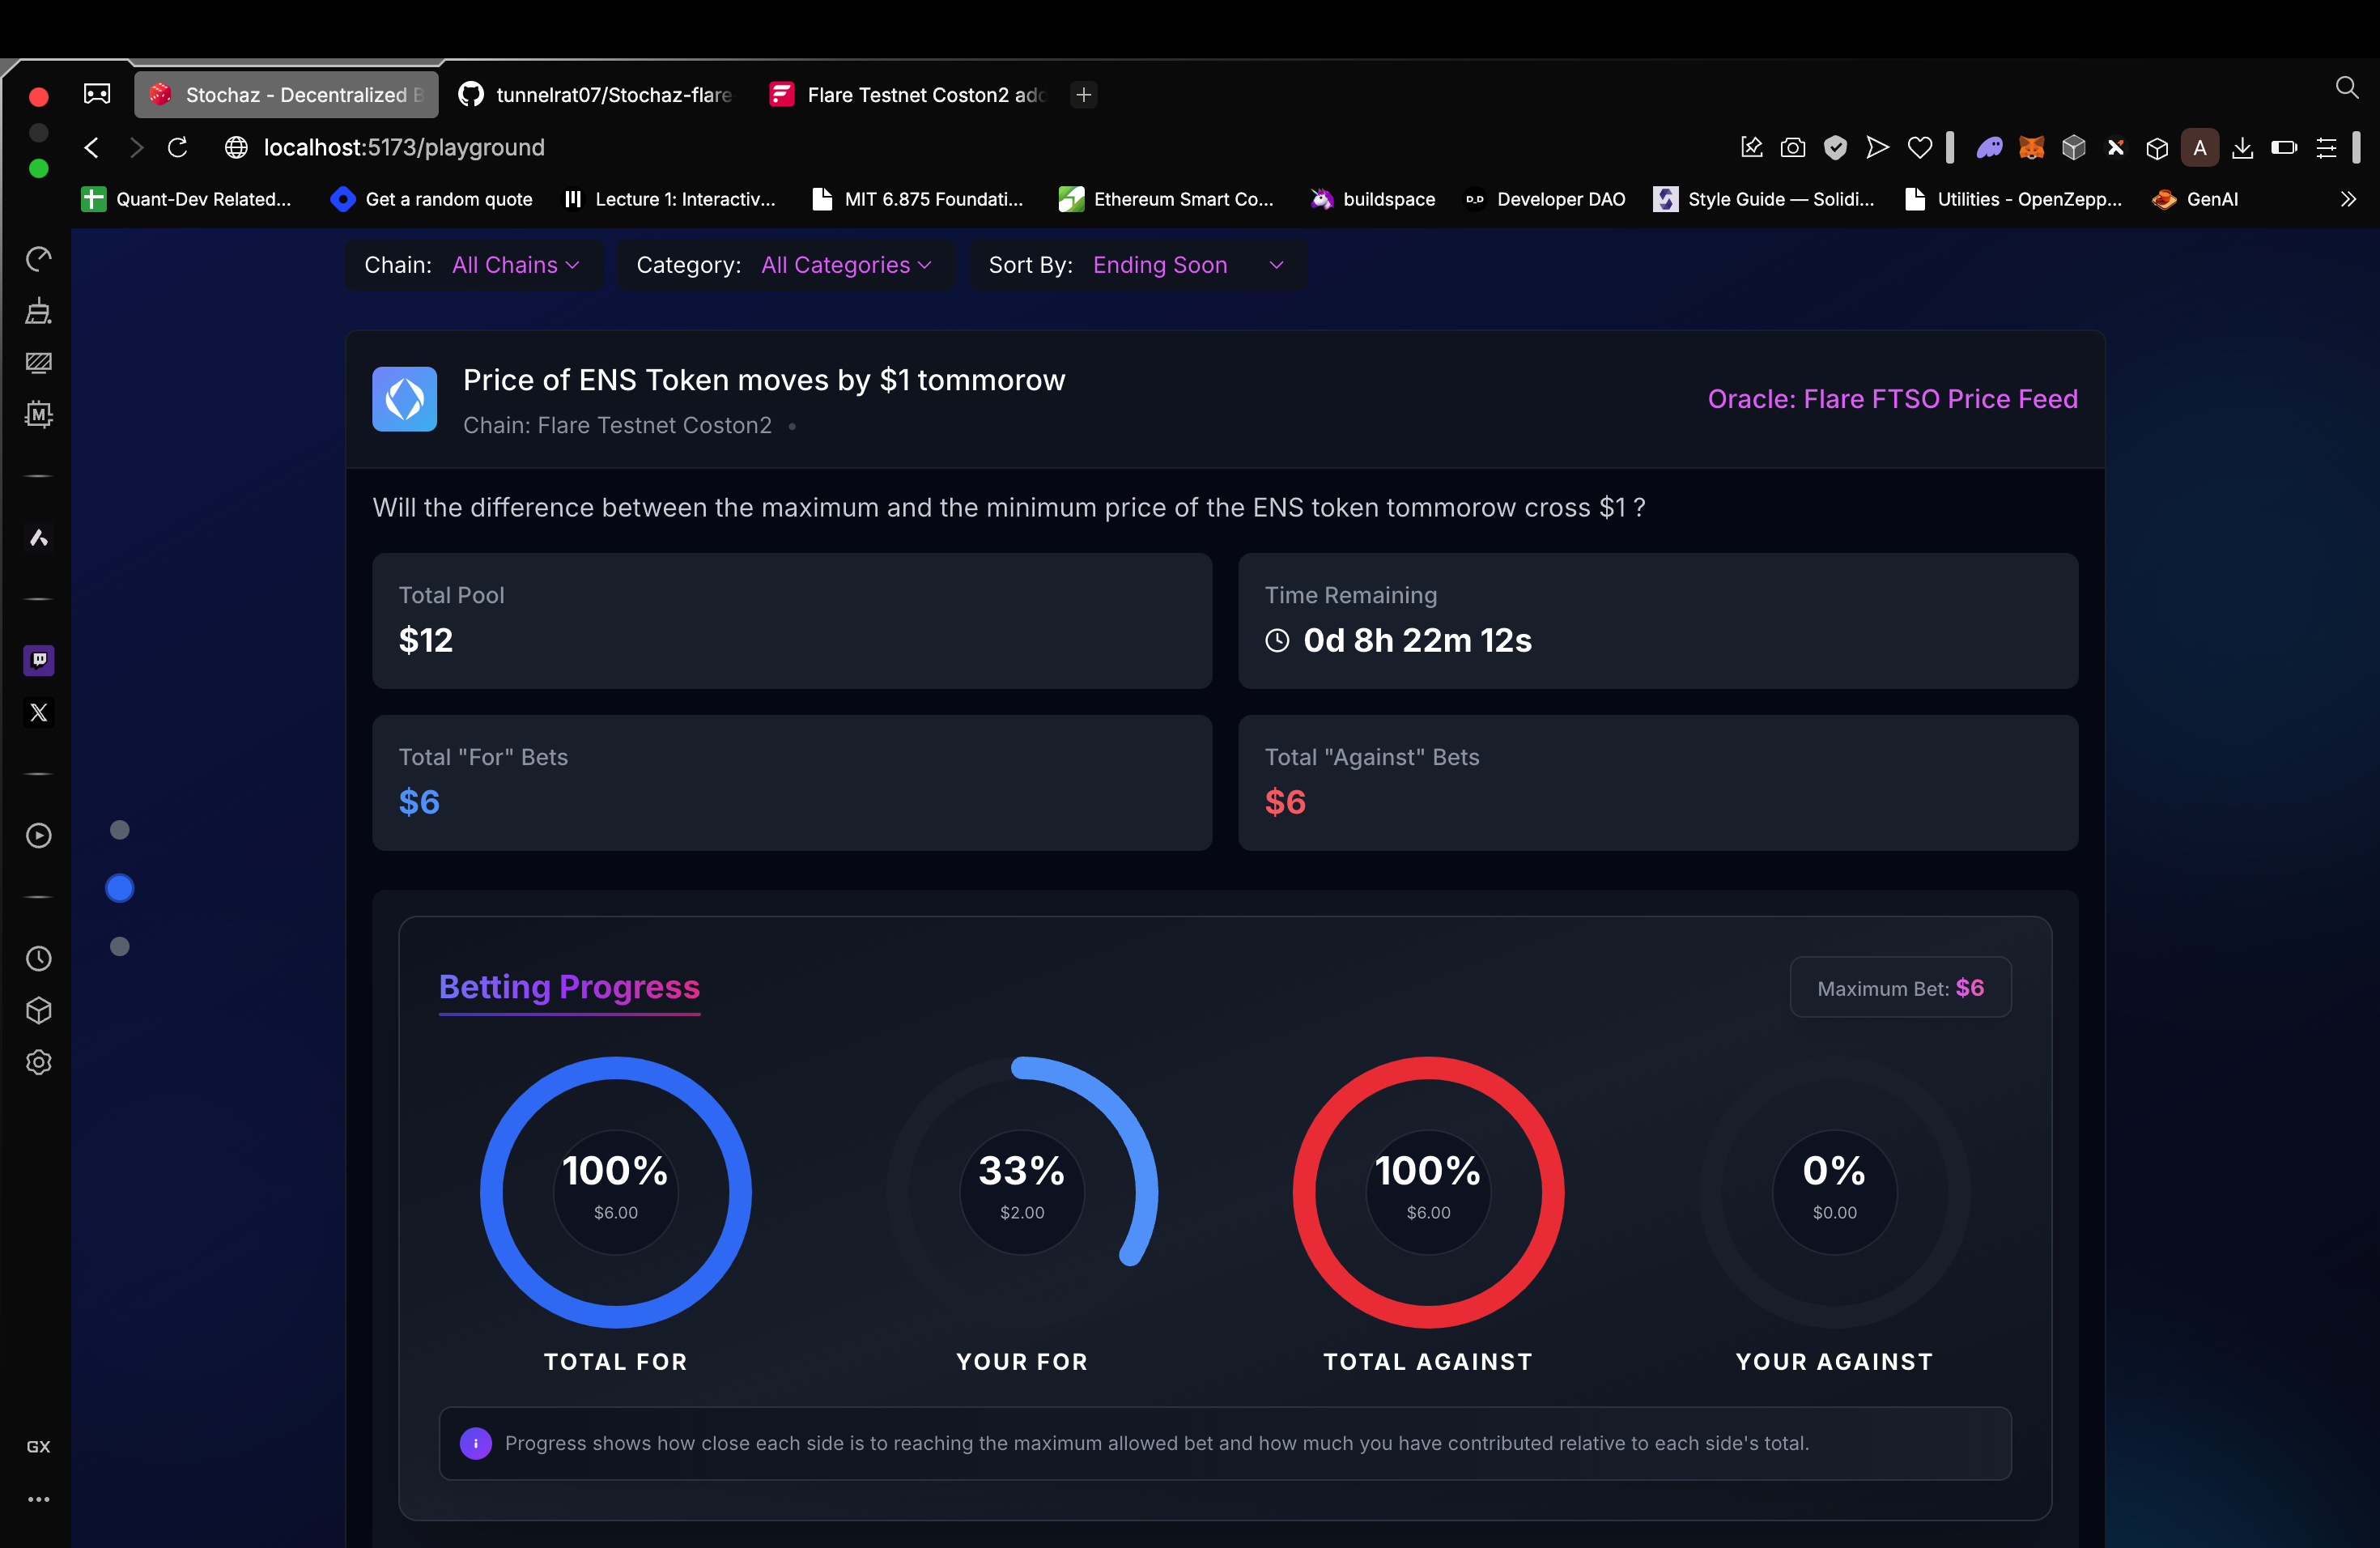 Stochaz - Decentralized B
tunnelrat07/Stochaz-flare
Flare Testnet Coston2 add
localhost:5173/playground
A
Quant-Dev Related...
Get a random quote
Lecture 1: Interactiv...
MIT 6.875 Foundati...
Ethereum Smart Co...
buildspace
D_D
Developer DAO
Style Guide — Solidi...
Utilities - OpenZepp...
GenAI
M
GX
Chain: All Chains
Category: All Categories
Sort By: Ending Soon
Price of ENS Token moves by $1 tommorow
Chain: Flare Testnet Coston2 •
Oracle: Flare FTSO Price Feed
Will the difference between the maximum and the minimum price of the ENS token tommorow cross $1 ?
Total Pool
$12
Time Remaining
0d 8h 22m 12s
Total "For" Bets
$6
Total "Against" Bets
$6
Betting Progress
Maximum Bet: $6
100%
$6.00
TOTAL FOR
33%
$2.00
YOUR FOR
100%
$6.00
TOTAL AGAINST
0%
$0.00
YOUR AGAINST
i
Progress shows how close each side is to reaching the maximum allowed bet and how much you have contributed relative to each side's total.